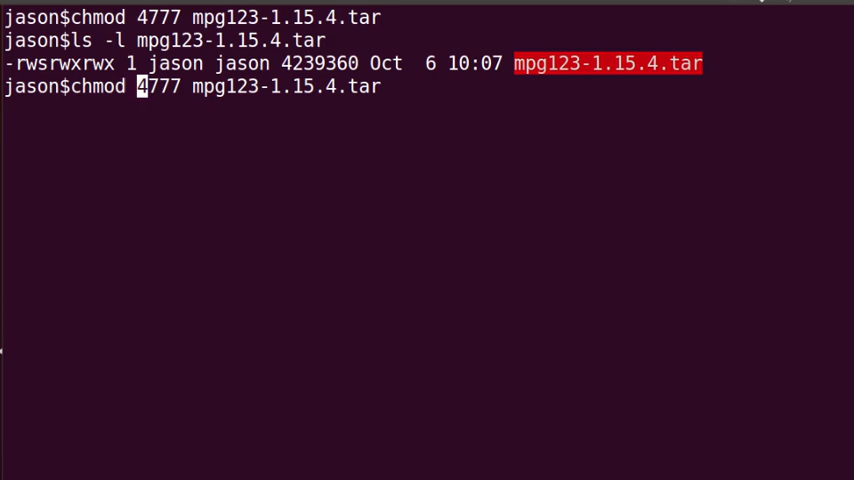 jason$chmod 4777 mpg123-1.15.4.tar
jason$ls -l mpg123-1.15.4.tar
-rwsrwxrwx 1 jason jason 4239360 Oct  6 10:07 mpg123-1.15.4.tar
jason$chmod 4777 mpg123-1.15.4.tar